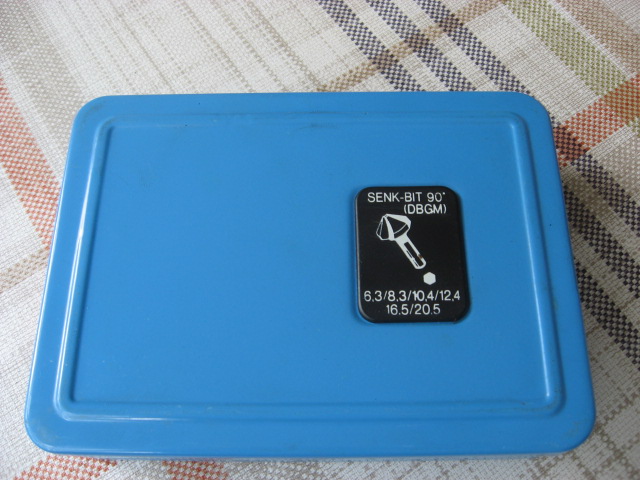 SENK-BIT 90°
(DBGM)
6.3/8.3/10.4/12.4
16.5/20.5